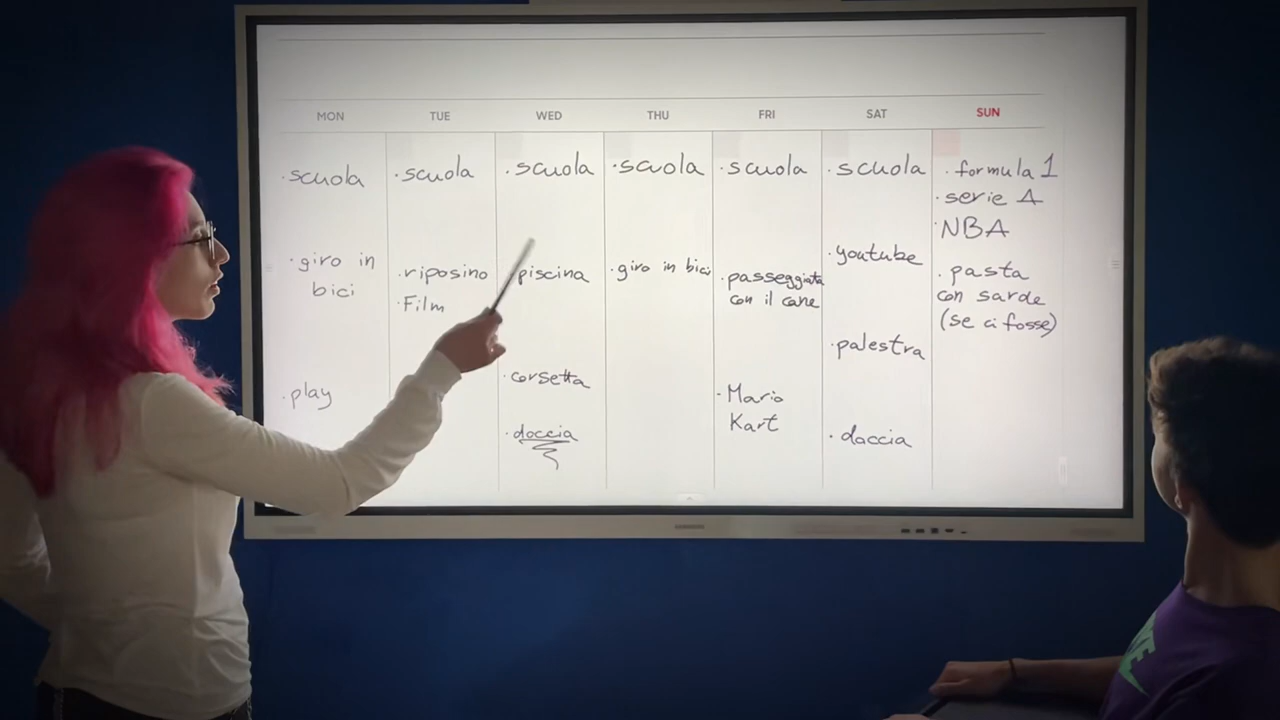 MON TUE WED THU FRI SAT SUN
· scuola
· giro in
bici
· play
· scuola
· riposino
· Film
· scuola
piscina
· corsetta
· doccia
· scuola
· giro in bici
· scuola
· passeggiata
con il cane
· Mario
Kart
· scuola
· youtube
· palestra
· doccia
· formula 1
· serie A
· NBA
· pasta
con sarde
(se ci fosse)